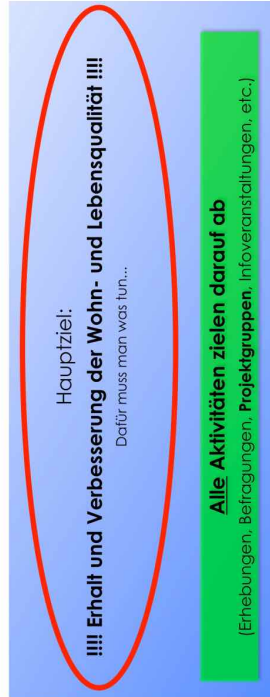 Hauptziel:
!!!! Erhalt und Verbesserung der Wohn- und Lebensqualität !!!!
Dafür muss man was tun...
Alle Aktivitäten zielen darauf ab
(Erhebungen, Befragungen, Projektgruppen, Infoveranstaltungen, etc.)